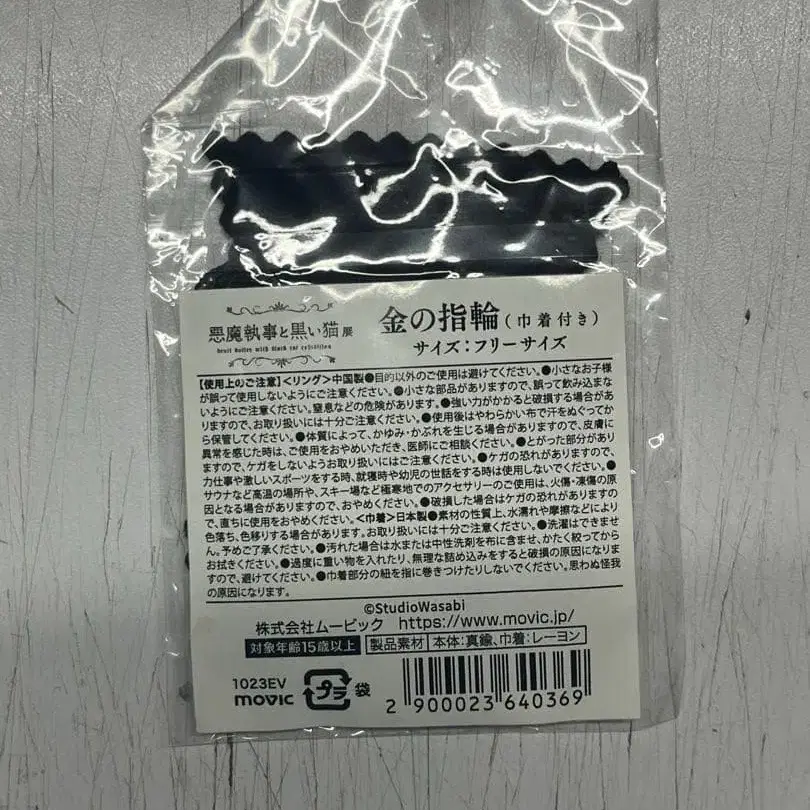 悪魔執事と黒い猫展
devil butler with black cat exhibition
金の指輪(巾着付き)
サイズ:フリーサイズ
【使用上のご注意】<リング>中国製●目的以外のご使用は避けてください。●小さなお子様
が誤って使用しないようにご注意ください。●小さな部品がありますので、誤って飲み込まな
いようにご注意ください。窒息などの危険があります。●強い力がかかると破損する場合があ
りますので、お取り扱いには十分ご注意ください。●使用後はやわらかい布で汗をぬぐってか
ら保管してください。●体質によって、かゆみ・かぶれを生じる場合がありますので、皮膚に
異常を感じた時は、ご使用をおやめいただき、医師にご相談ください。●とがった部分があり
ますので、ケガをしないようお取り扱いにはご注意ください。●ケガの恐れがありますので、
力仕事や激しいスポーツをする時、就寝時や幼児の世話をする時は使用しないでください。●
サウナなど高温の場所や、スキー場など極寒地でのアクセサリーのご使用は、火傷・凍傷の原
因となる場合がありますので、おやめください。●破損した場合はケガの恐れがありますの
で、直ちに使用をおやめください。<巾着>日本製●素材の性質上、水濡れや摩擦などにより
色落ち、色移りする場合があります。お取り扱いには十分ご注意ください。●洗濯はできませ
ん。予めご了承ください。●汚れた場合は水または中性洗剤を布に含ませ、かたく絞ってから
お拭きください。●過度に重い物を入れたり、無理な詰め込みをすると破損の原因になりま
すので、避けてください。●巾着部分の紐を指に巻きつけたりしないでください。思わぬ怪我
の原因になります。
©StudioWasabi
株式会社ムービック https://www.movic.jp/
対象年齢15歳以上 製品素材 本体:真鍮、巾着:レーヨン
1023EV
movic プラ 袋
2 900023 640369